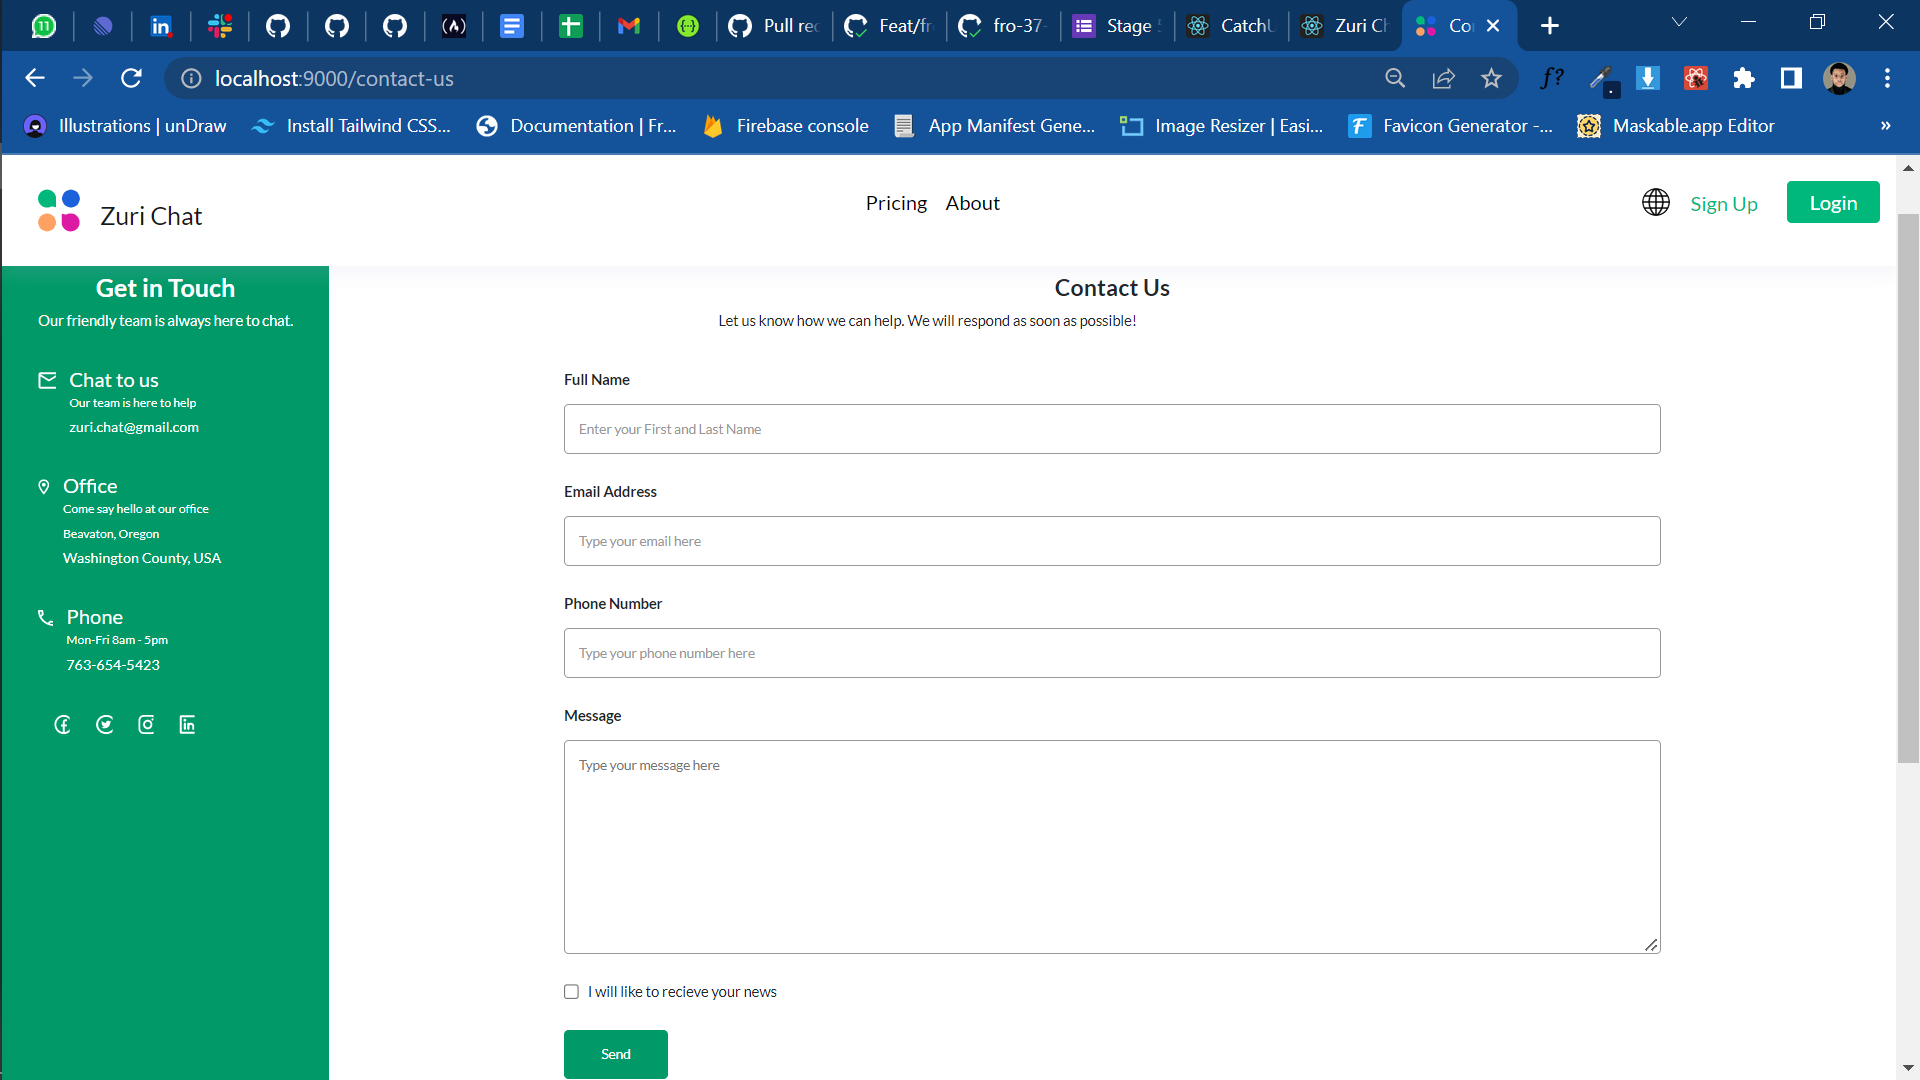 11
Pull rec
Feat/fr
fro-37-
Stage
CatchU
Zuri Ch
Co
localhost:9000/contact-us
f?
Illustrations | unDraw
Install Tailwind CSS...
Documentation | Fr...
Firebase console
App Manifest Gene...
Image Resizer | Easi...
Favicon Generator -...
Maskable.app Editor
»
Zuri Chat
Pricing
About
Sign Up
Login
Get in Touch
Our friendly team is always here to chat.
Chat to us
Our team is here to help
zuri.chat@gmail.com
Office
Come say hello at our office
Beavaton, Oregon
Washington County, USA
Phone
Mon-Fri 8am - 5pm
763-654-5423
Contact Us
Let us know how we can help. We will respond as soon as possible!
Full Name
Enter your First and Last Name
Email Address
Type your email here
Phone Number
Type your phone number here
Message
Type your message here
I will like to recieve your news
Send